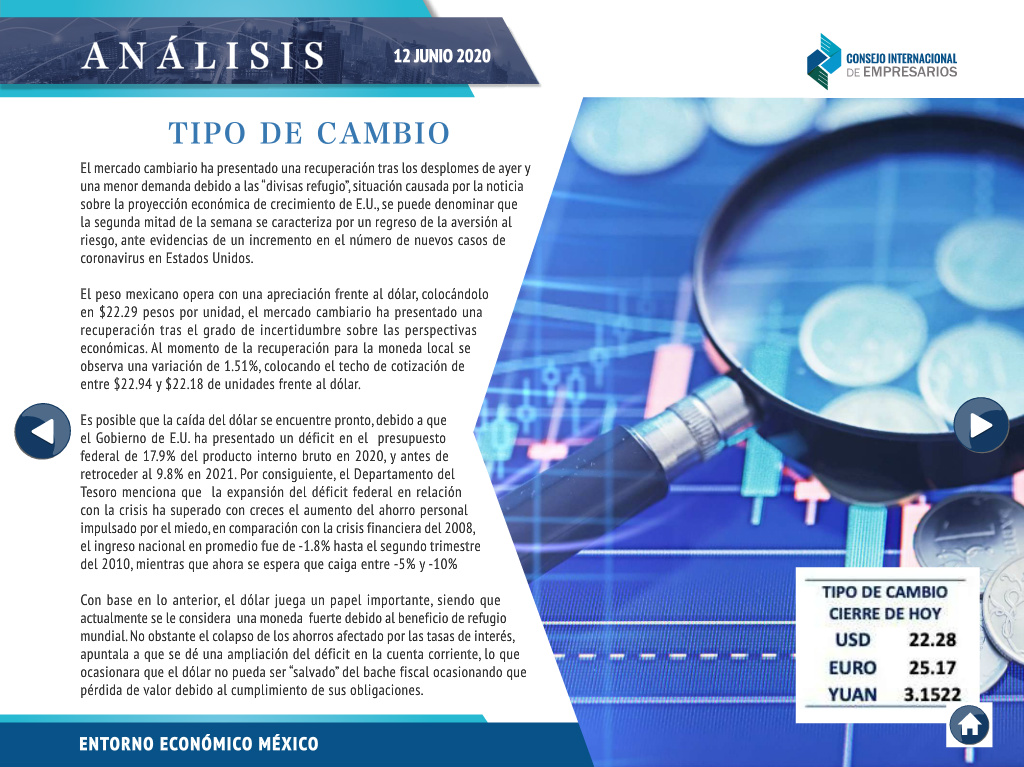 ANÁLISIS
12 JUNIO 2020
CONSEJO INTERNACIONAL
DE EMPRESARIOS
TIPO DE CAMBIO
El mercado cambiario ha presentado una recuperación tras los desplomes de ayer y
una menor demanda debido a las “divisas refugio”, situación causada por la noticia
sobre la proyección económica de crecimiento de E.U., se puede denominar que
la segunda mitad de la semana se caracteriza por un regreso de la aversión al
riesgo, ante evidencias de un incremento en el número de nuevos casos de
coronavirus en Estados Unidos.
El peso mexicano opera con una apreciación frente al dólar, colocándolo
en $22.29 pesos por unidad, el mercado cambiario ha presentado una
recuperación tras el grado de incertidumbre sobre las perspectivas
económicas. Al momento de la recuperación para la moneda local se
observa una variación de 1.51%, colocando el techo de cotización de
entre $22.94 y $22.18 de unidades frente al dólar.
Es posible que la caída del dólar se encuentre pronto, debido a que
el Gobierno de E.U. ha presentado un déficit en el presupuesto
federal de 17.9% del producto interno bruto en 2020, y antes de
retroceder al 9.8% en 2021. Por consiguiente, el Departamento del
Tesoro menciona que la expansión del déficit federal en relación
con la crisis ha superado con creces el aumento del ahorro personal
impulsado por el miedo, en comparación con la crisis financiera del 2008,
el ingreso nacional en promedio fue de -1.8% hasta el segundo trimestre
del 2010, mientras que ahora se espera que caiga entre -5% y -10%
Con base en lo anterior, el dólar juega un papel importante, siendo que
actualmente se le considera una moneda fuerte debido al beneficio de refugio
mundial. No obstante el colapso de los ahorros afectado por las tasas de interés,
apuntala a que se dé una ampliación del déficit en la cuenta corriente, lo que
ocasionara que el dólar no pueda ser “salvado” del bache fiscal ocasionando que
pérdida de valor debido al cumplimiento de sus obligaciones.
TIPO DE CAMBIO
CIERRE DE HOY
USD 22.28
EURO 25.17
YUAN 3.1522
ENTORNO ECONÓMICO MÉXICO